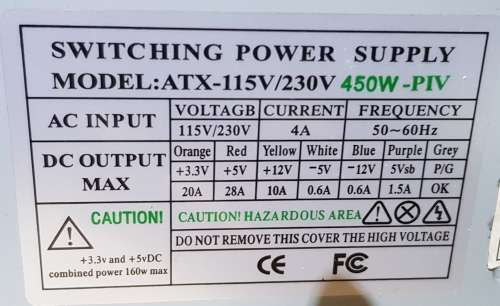 SWITCHING POWER SUPPLY
MODEL:ATX-115V/230V 450W-PIV
AC INPUT VOLTAGB CURRENT FREQUENCY
115V/230V 4A 50~60Hz
DC OUTPUT MAX Orange Red Yellow White Blue Purple Grey
+3.3V +5V +12V -5V -12V 5Vsb P/G
20A 28A 10A 0.6A 0.6A 1.5A OK
CAUTION!
+3.3v and +5vDC
combined power 160w max
CAUTION! HAZARDOUS AREA
DO NOT REMOVE THIS COVER THE HIGH VOLTAGE
CE FC